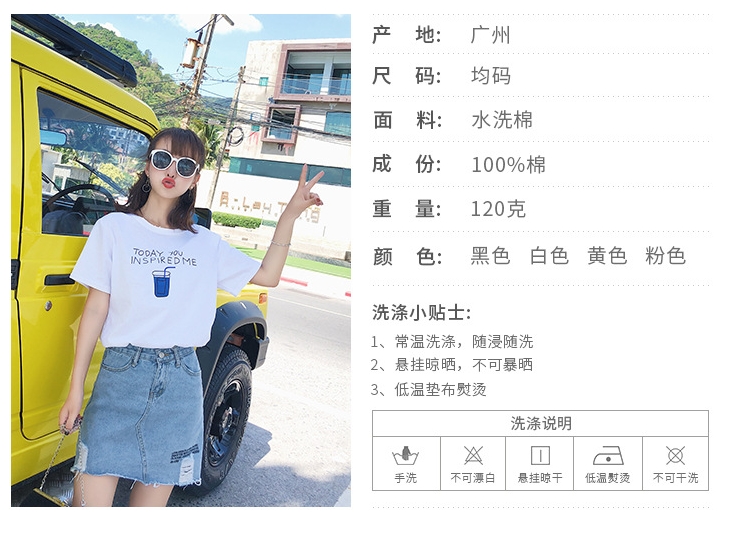 产 地: 广州
尺 码: 均码
面 料: 水洗棉
成 份: 100%棉
重 量: 120克
颜 色: 黑色 白色 黄色 粉色
洗涤小贴士:
1、常温洗涤，随浸随洗
2、悬挂晾晒，不可暴晒
3、低温垫布熨烫
洗涤说明
手洗 不可漂白 悬挂晾干 低温熨烫 不可干洗
TODAY YOU
INSPIRED ME